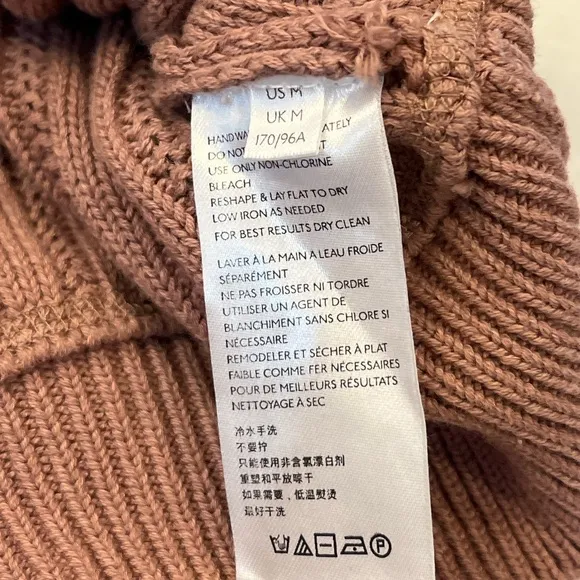 US M
UK M
170/96A
HAND WA
DO NO
USE ONLY NON-CHLORINE
BLEACH
RESHAPE & LAY FLAT TO DRY
LOW IRON AS NEEDED
FOR BEST RESULTS DRY CLEAN
LAVER À LA MAIN A LEAU FROIDE
SÉPARÉMENT
NE PAS FROISSER NI TORDRE
UTILISER UN AGENT DE
BLANCHIMENT SANS CHLORE SI
NÉCESSAIRE
REMODELER ET SÉCHER À PLAT
FAIBLE COMME FER NÉCESSAIRES
POUR DE MEILLEURS RÉSULTATS
NETTOYAGE À SEC
冷水手洗
不要拧
只能使用非含氯漂白剂
重塑和平放晾干
如果需要，低温熨烫
最好干洗
P